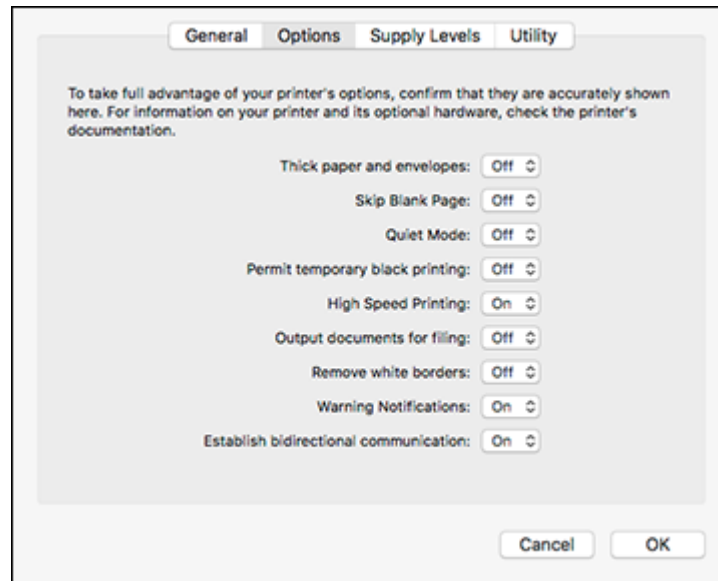 General Options Supply Levels Utility
To take full advantage of your printer's options, confirm that they are accurately shown
here. For information on your printer and its optional hardware, check the printer's
documentation.
Thick paper and envelopes: Off
Skip Blank Page: Off
Quiet Mode: Off
Permit temporary black printing: Off
High Speed Printing: On
Output documents for filing: Off
Remove white borders: Off
Warning Notifications: On
Establish bidirectional communication: On
Cancel OK